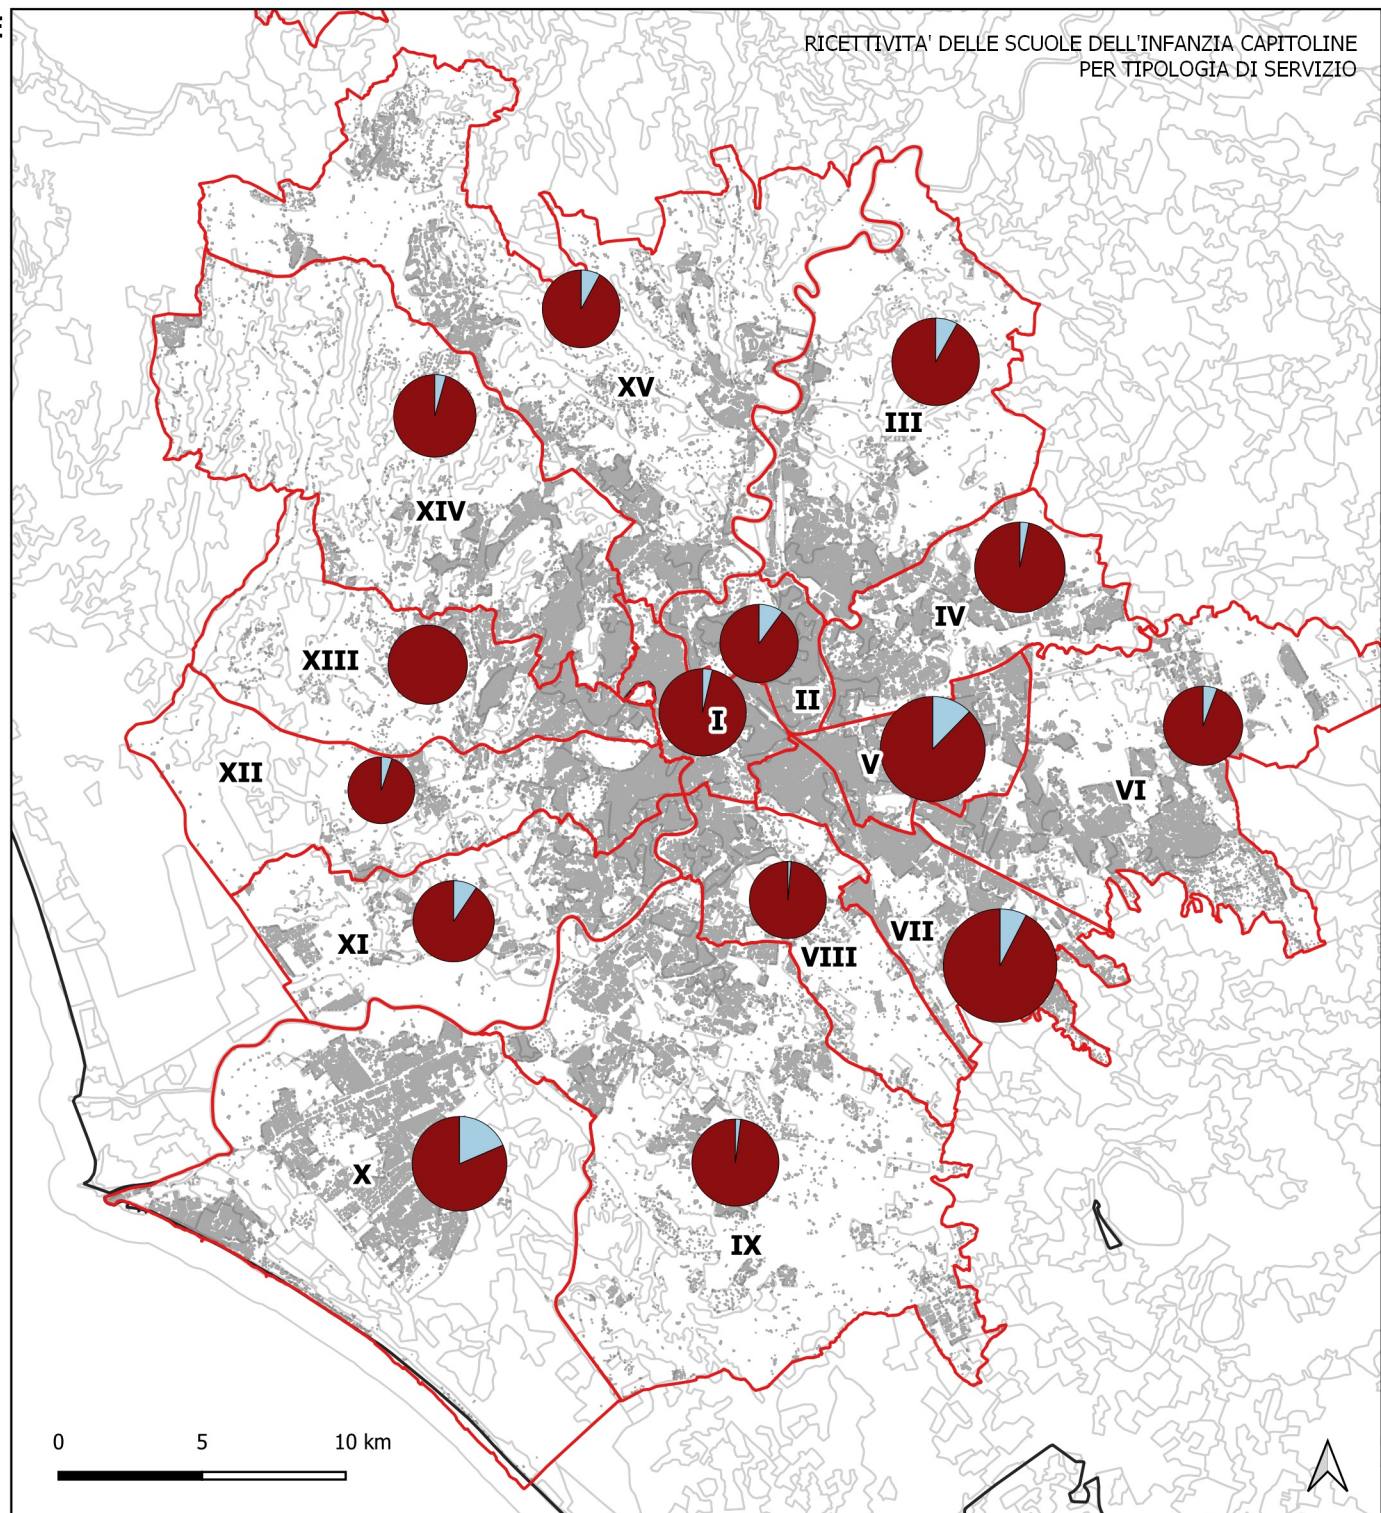 RICETTIVITA' DELLE SCUOLE DELL'INFANZIA CAPITOLINE
PER TIPOLOGIA DI SERVIZIO
XV
III
XIV
IV
XIII
II
I
XII
V
VI
VII
XI
VIII
X
IX
0 5 10 km